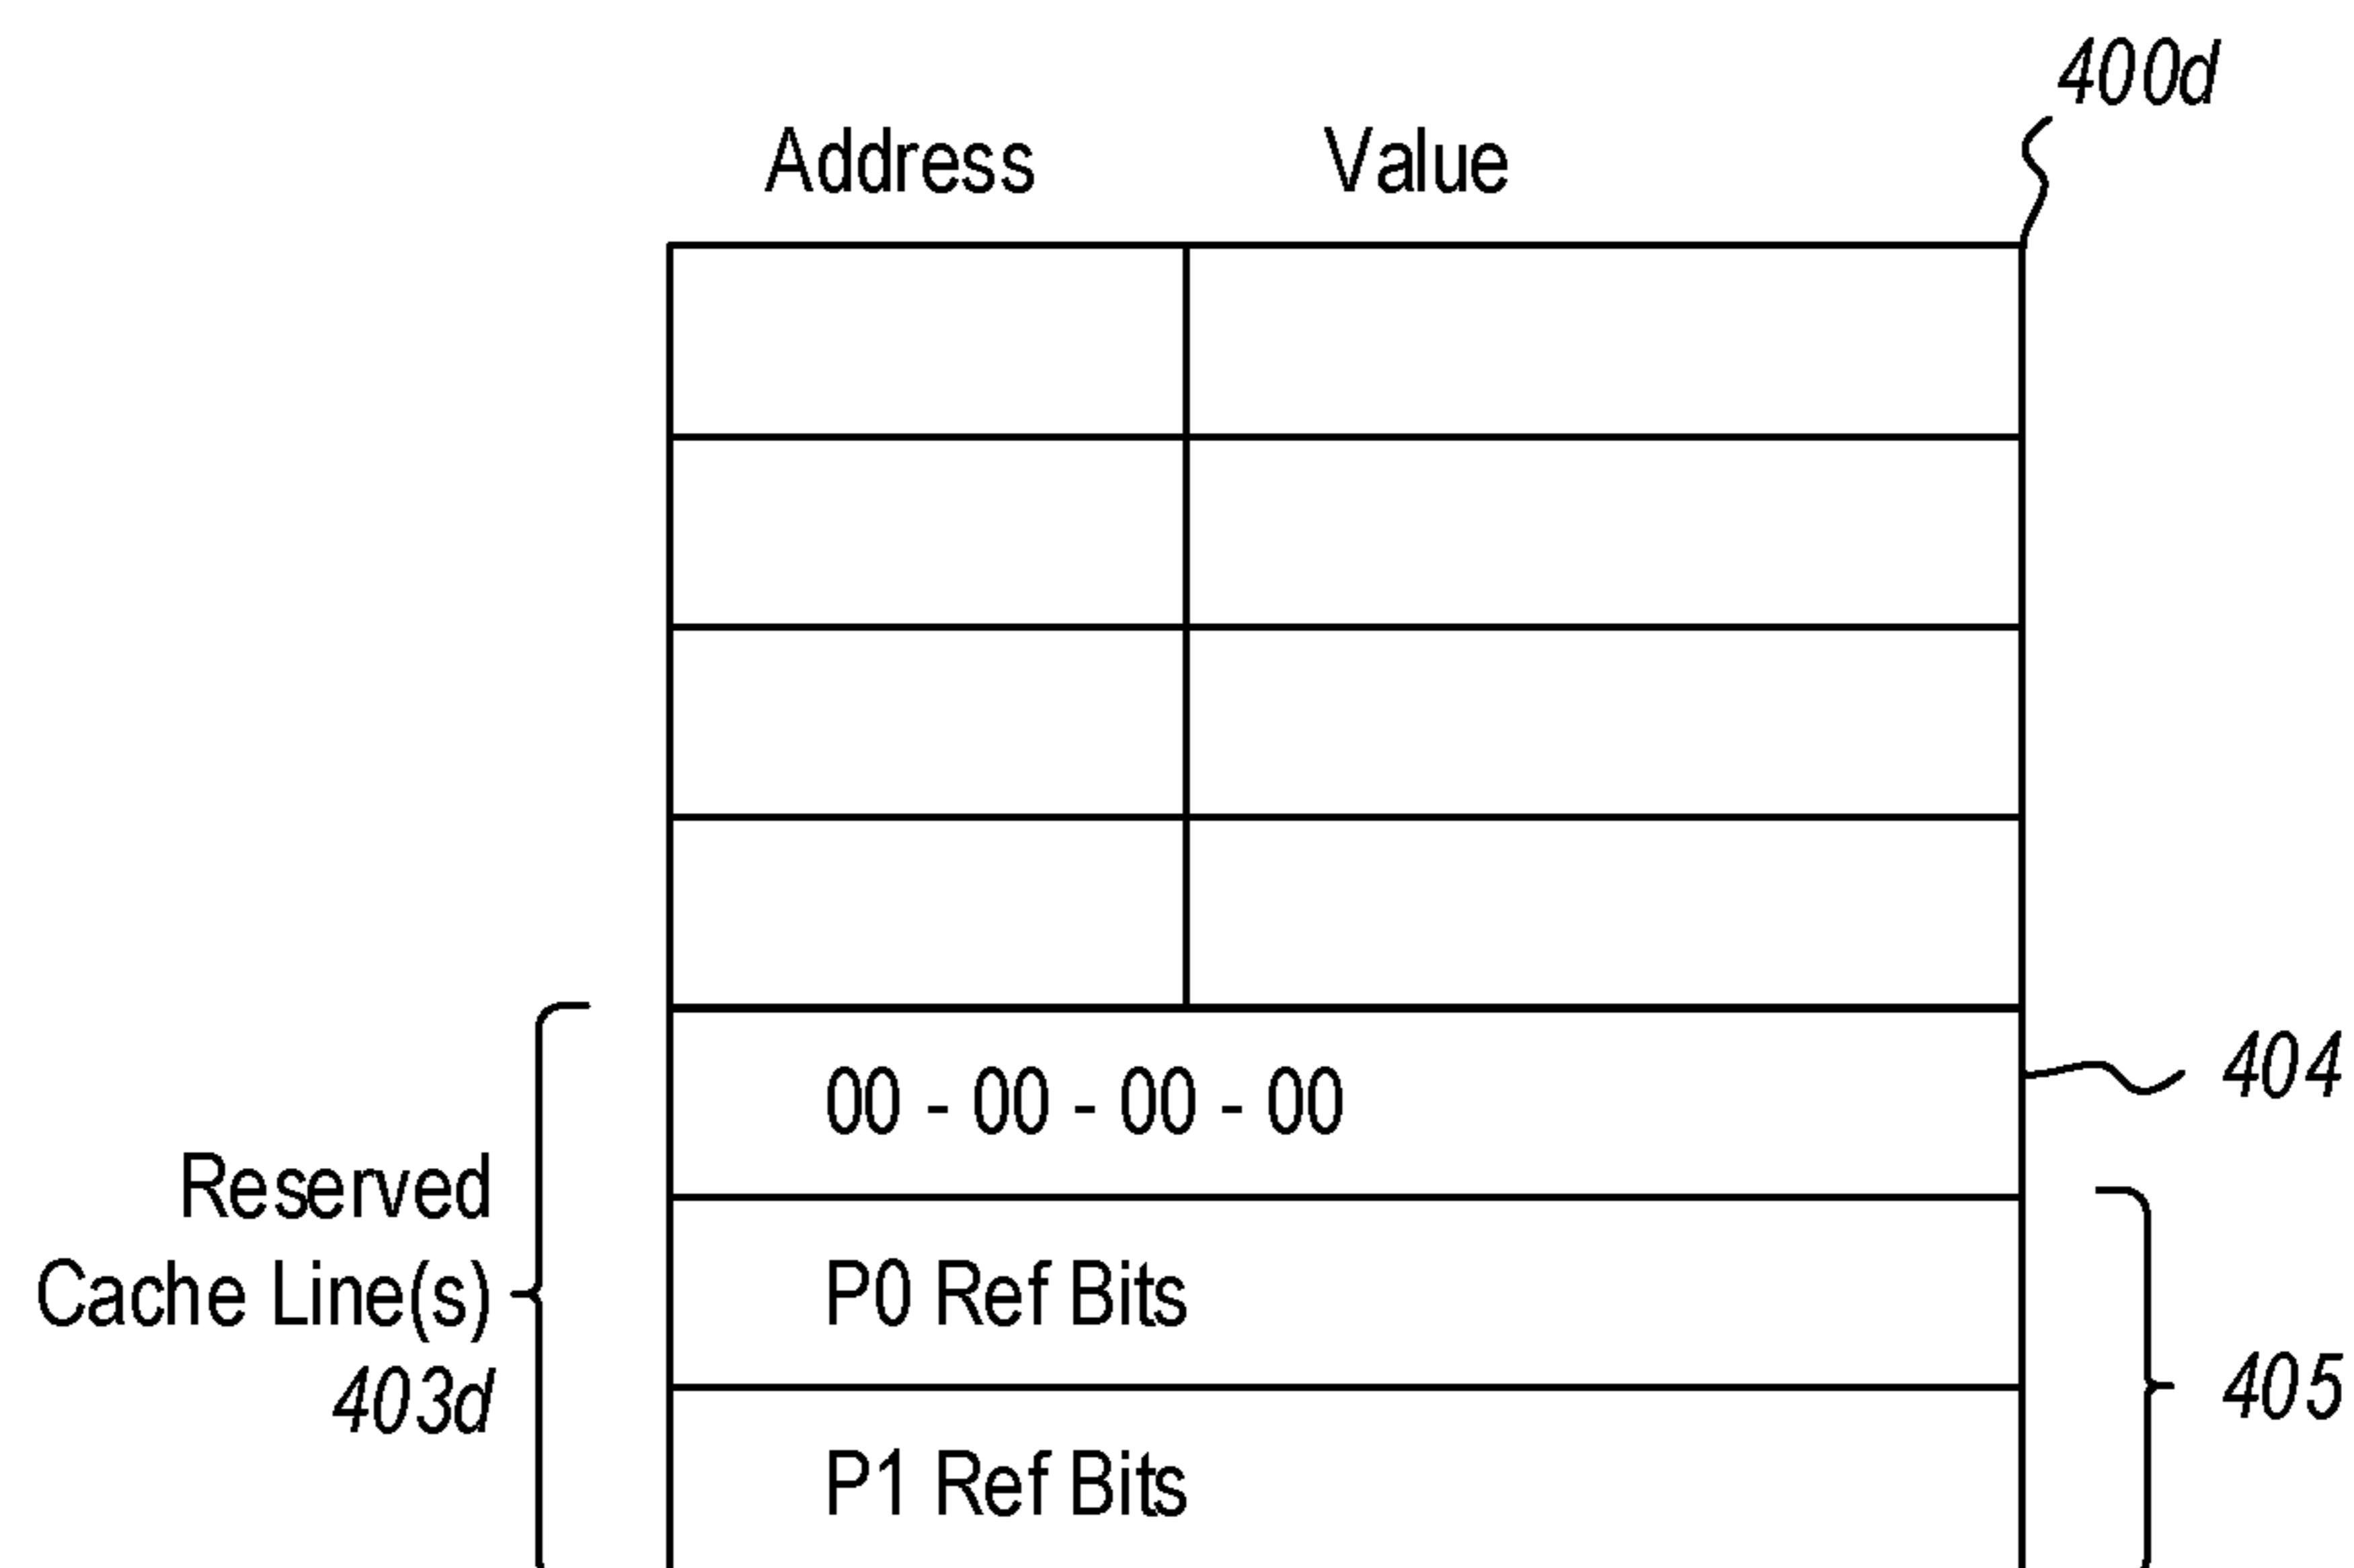 400d
Address Value
00 - 00 - 00 - 00
404
Reserved
Cache Line(s)
403d
P0 Ref Bits
405
P1 Ref Bits